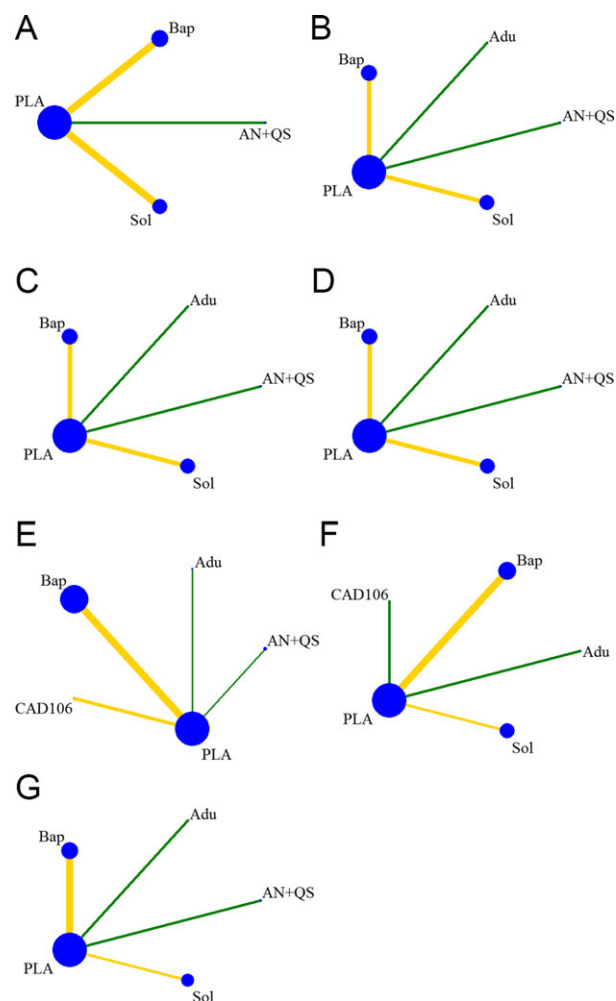 A
Bap
PLA
AN+QS
Sol
B
Adu
Bap
AN+QS
PLA
Sol
C
Adu
Bap
AN+QS
PLA
Sol
D
Adu
Bap
AN+QS
PLA
Sol
E
Adu
Bap
AN+QS
CAD106
PLA
F
Bap
CAD106
Adu
PLA
Sol
G
Adu
Bap
AN+QS
PLA
Sol